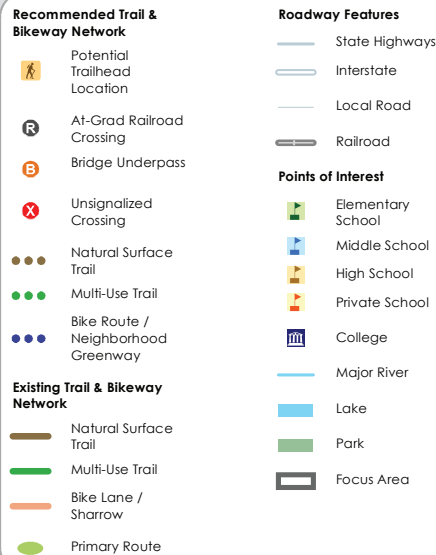 Recommended Trail &
Bikeway Network
Potential
Trailhead
Location
R
At-Grad Railroad
Crossing
B
Bridge Underpass
X
Unsignalized
Crossing
Natural Surface
Trail
Multi-Use Trail
Bike Route /
Neighborhood
Greenway
Existing Trail & Bikeway
Network
Natural Surface
Trail
Multi-Use Trail
Bike Lane /
Sharrow
Primary Route
Roadway Features
State Highways
Interstate
Local Road
Railroad
Points of Interest
Elementary
School
Middle School
High School
Private School
College
Major River
Lake
Park
Focus Area